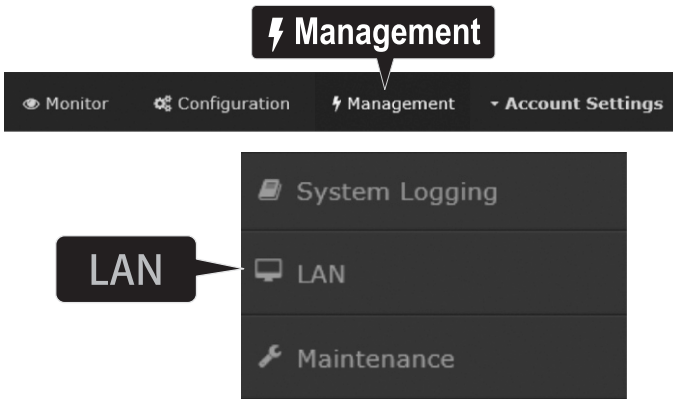 Management
Monitor Configuration Management Account Settings
System Logging
LAN
LAN
Maintenance